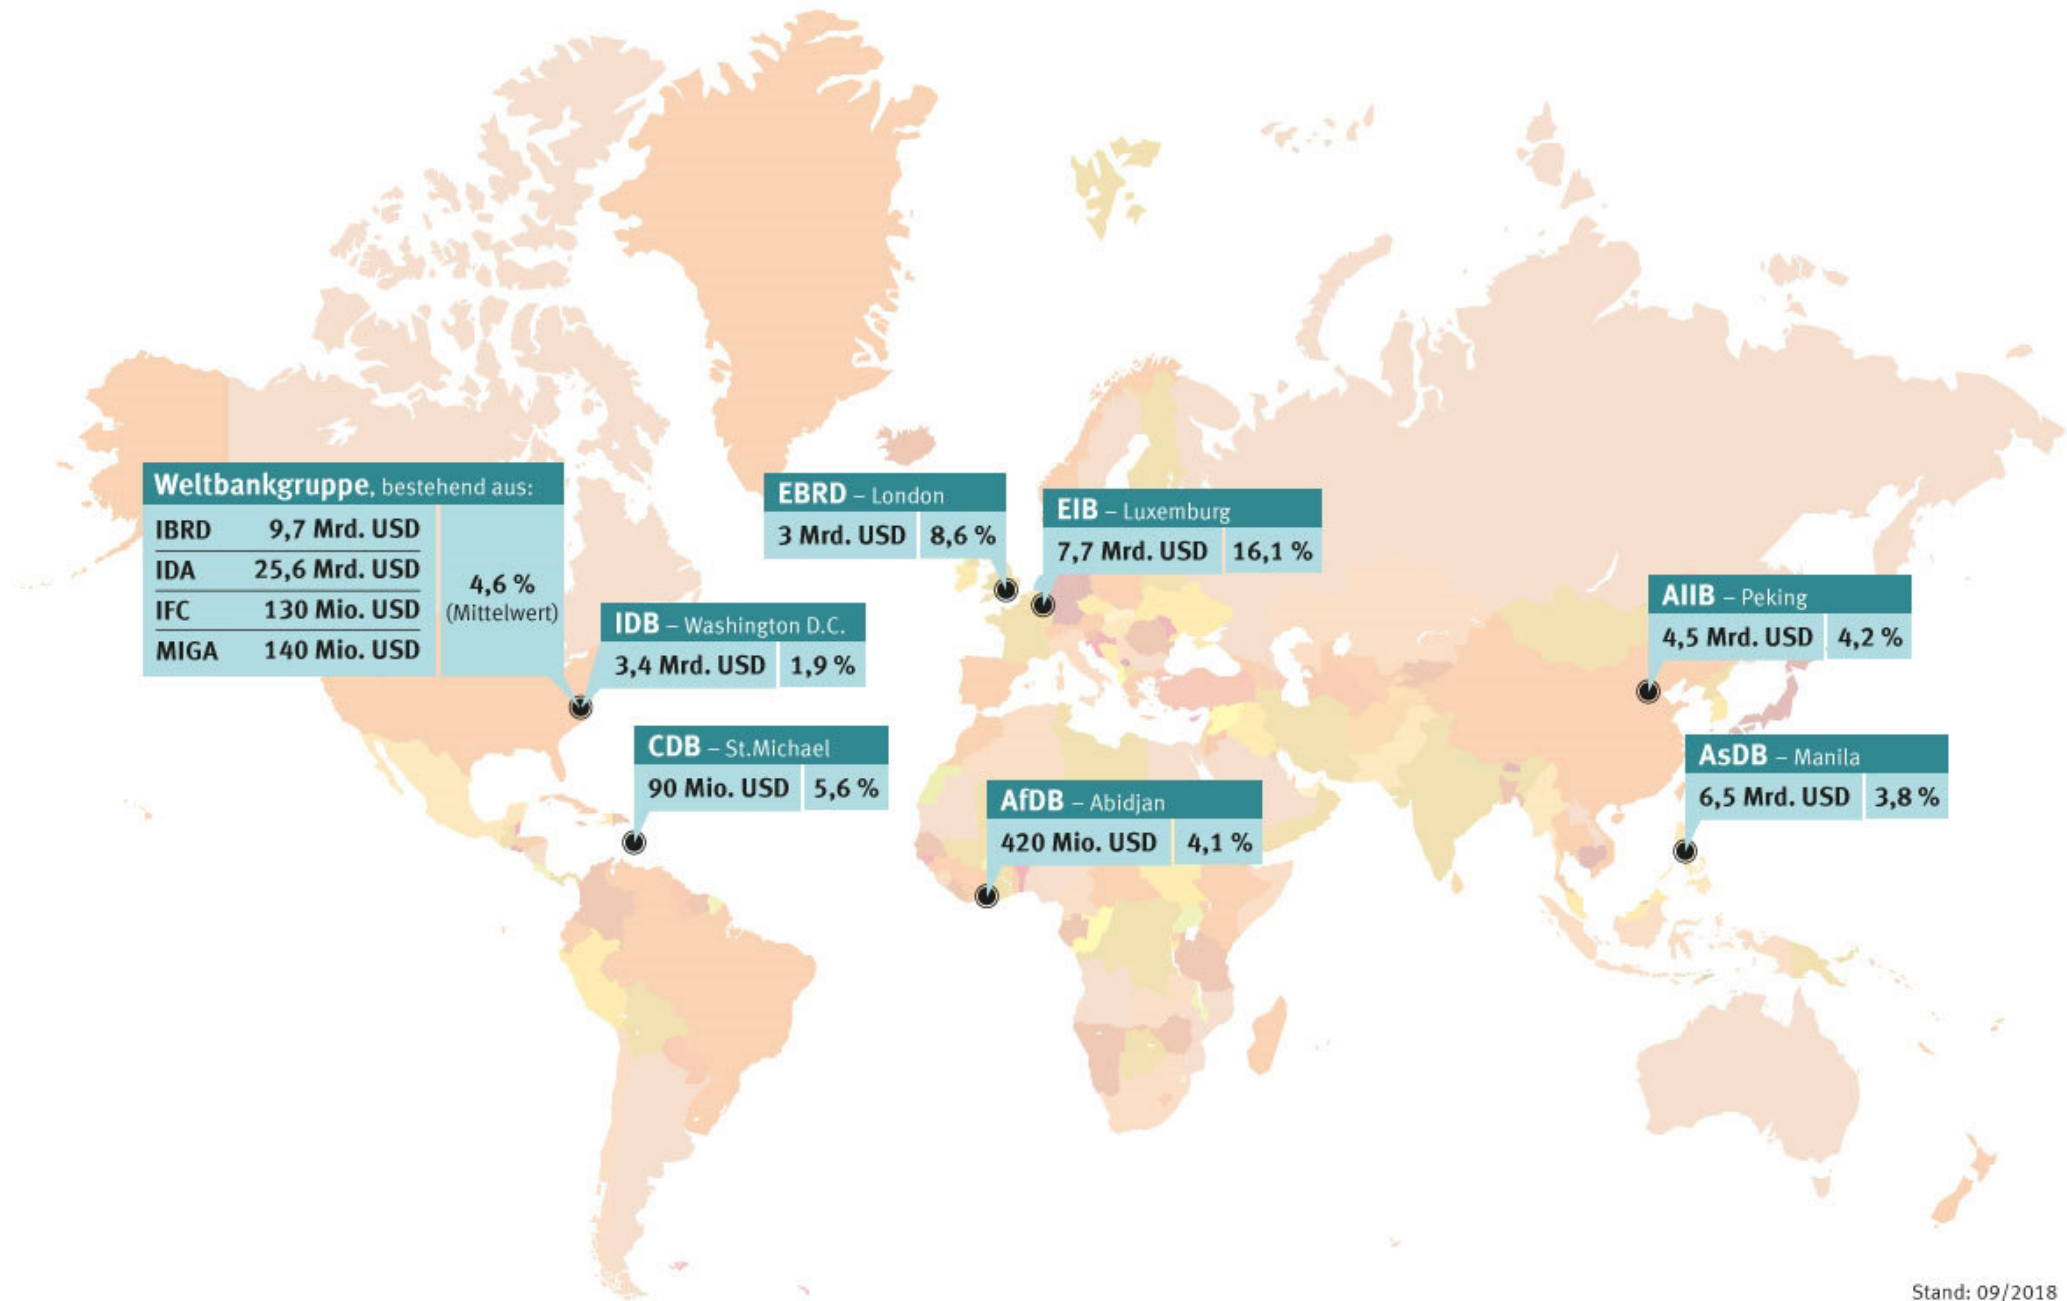 Weltbankgruppe, bestehend aus:
IBRD 9,7 Mrd. USD
IDA 25,6 Mrd. USD
IFC 130 Mio. USD
MIGA 140 Mio. USD
4,6 %
(Mittelwert)
EBRD – London
3 Mrd. USD 8,6 %
EIB – Luxemburg
7,7 Mrd. USD 16,1 %
IDB – Washington D.C.
3,4 Mrd. USD 1,9 %
AIIB – Peking
4,5 Mrd. USD 4,2 %
CDB – St.Michael
90 Mio. USD 5,6 %
AfDB – Abidjan
420 Mio. USD 4,1 %
AsDB – Manila
6,5 Mrd. USD 3,8 %
Stand: 09/2018